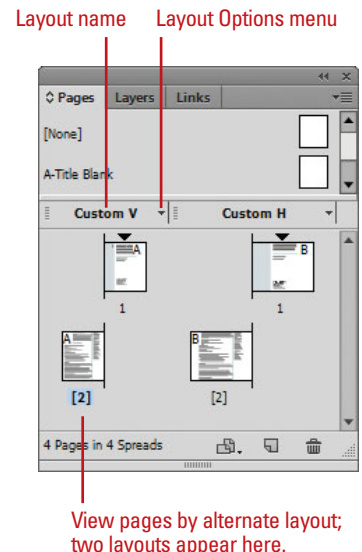 Layout name Layout Options menu
Pages Layers Links
[None]
A-Title Blank
Custom V Custom H
A B
1 1
A B
[2] [2]
4 Pages in 4 Spreads
View pages by alternate layout;
two layouts appear here.